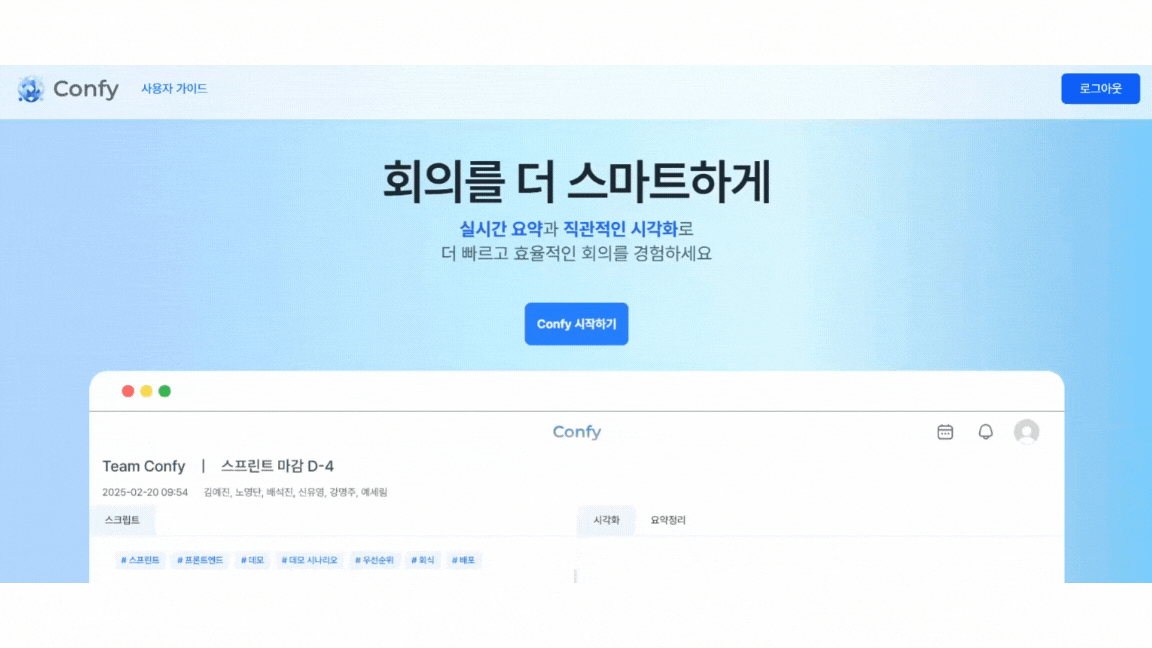 Confy 사용자 가이드 로그아웃
회의를 더 스마트하게
실시간 요약과 직관적인 시각화로
더 빠르고 효율적인 회의를 경험하세요
Confy 시작하기
Confy
Team Confy | 스프린트 마감 D-4
2025-02-20 09:54 김예진, 노영단, 배석진, 신유영, 강명주, 예세림
스크립트 시각화 요약정리
# 스프린트 # 프론트엔드 # 데모 # 데모 시나리오 # 우선순위 # 회식 # 배포